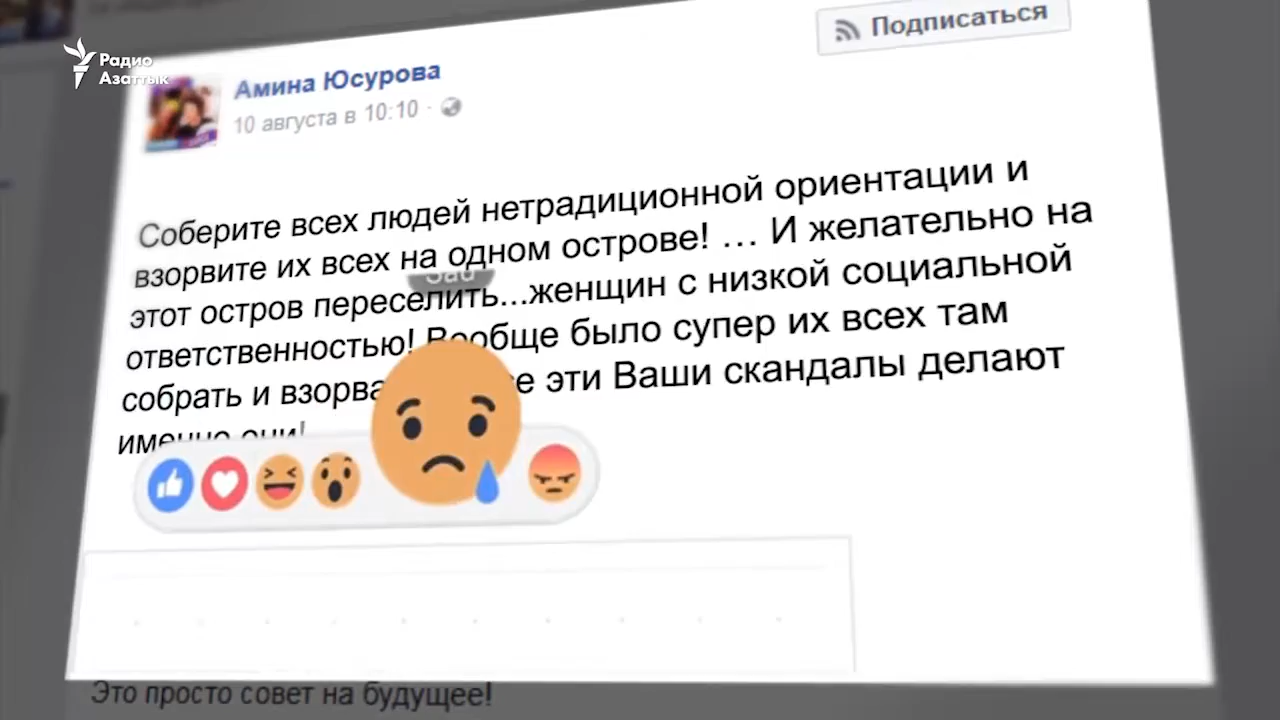 Радио
Азаттык
Подписаться
Амина Юсурова
10 августа в 10:10
Соберите всех людей нетрадиционной ориентации и
взорвите их всех на одном острове! ... И желательно на
этот остров переселить...женщин с низкой социальной
ответственностью! Вообще было супер их всех там
собрать и эти Ваши скандалы делают
именно они!
Sad
Это просто совет на будущее!